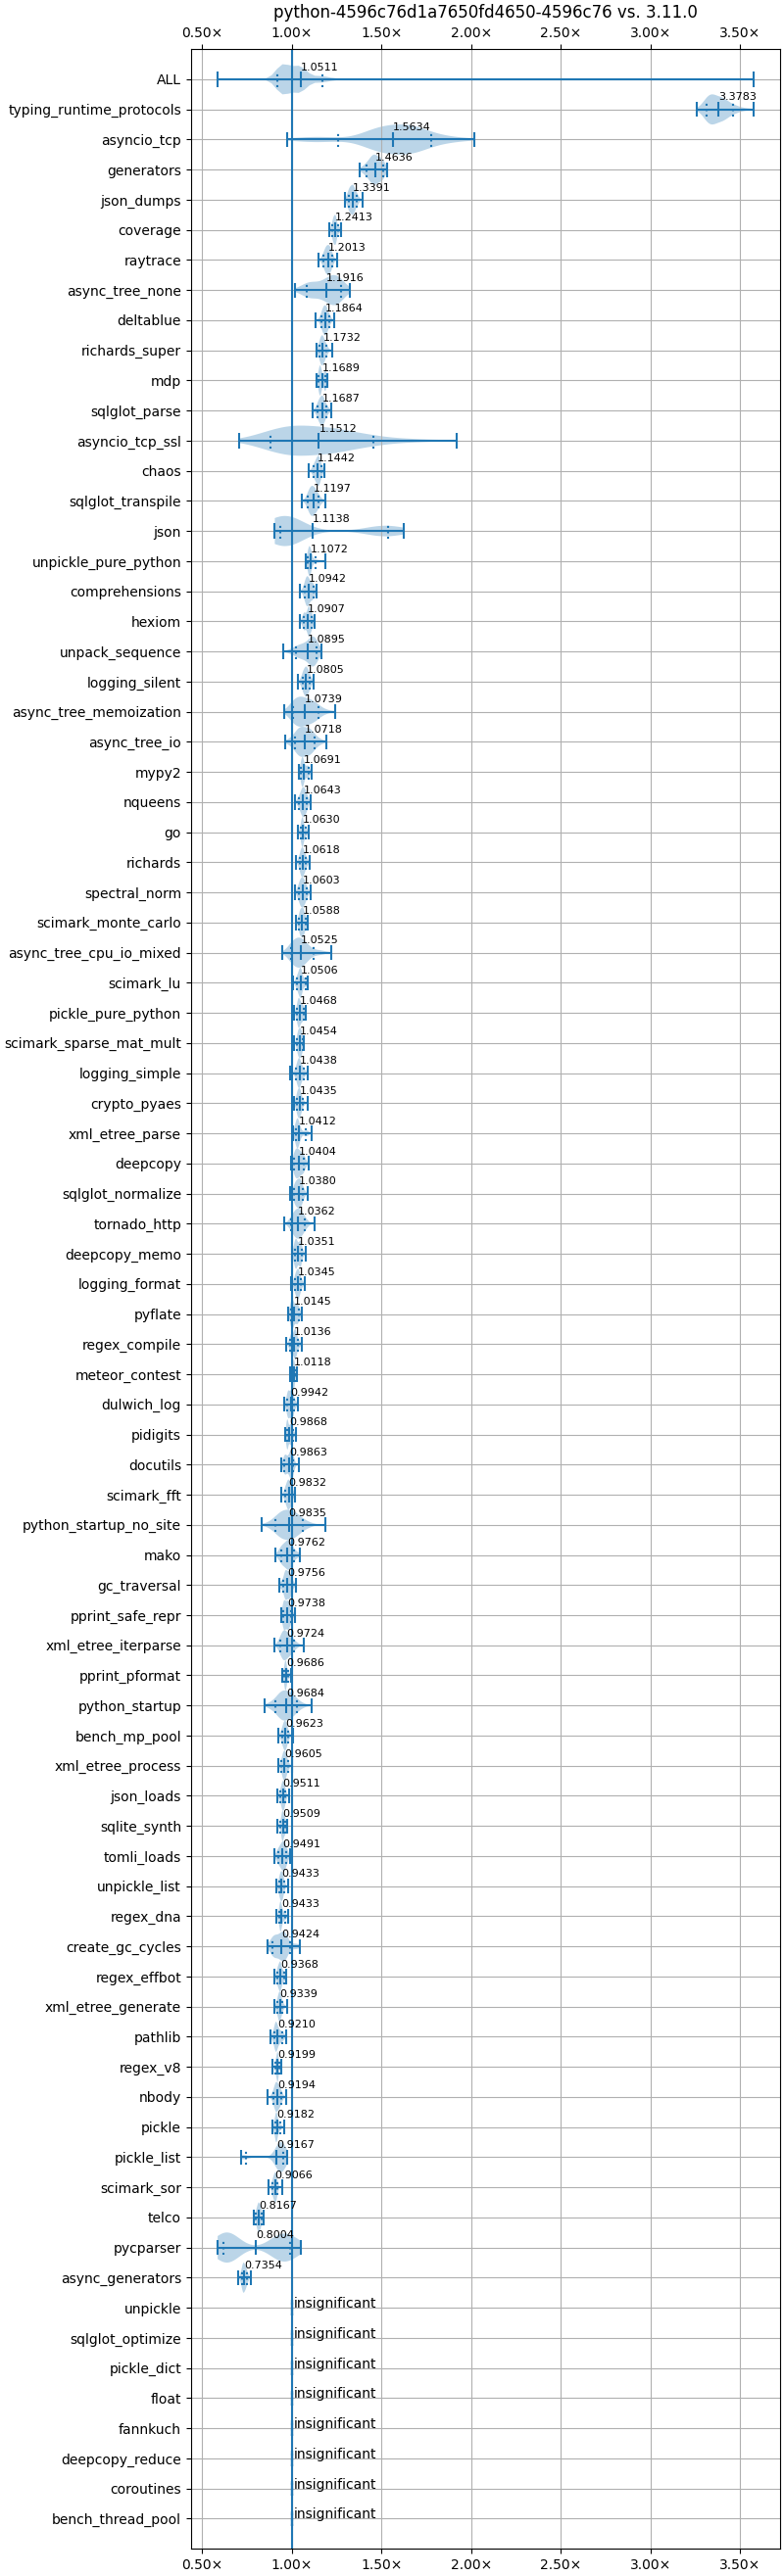 python-4596c76d1a7650fd4650-4596c76 vs. 3.11.0
0.50× 1.00× 1.50× 2.00× 2.50× 3.00× 3.50×
ALL 1.0511
typing_runtime_protocols 3.3783
asyncio_tcp 1.5634
generators 1.4636
json_dumps 1.3391
coverage 1.2413
raytrace 1.2013
async_tree_none 1.1916
deltablue 1.1864
richards_super 1.1732
mdp 1.1689
sqlglot_parse 1.1687
asyncio_tcp_ssl 1.1512
chaos 1.1442
sqlglot_transpile 1.1197
json 1.1138
unpickle_pure_python 1.1072
comprehensions 1.0942
hexiom 1.0907
unpack_sequence 1.0895
logging_silent 1.0805
async_tree_memoization 1.0739
async_tree_io 1.0718
mypy2 1.0691
nqueens 1.0643
go 1.0630
richards 1.0618
spectral_norm 1.0603
scimark_monte_carlo 1.0588
async_tree_cpu_io_mixed 1.0525
scimark_lu 1.0506
pickle_pure_python 1.0468
scimark_sparse_mat_mult 1.0454
logging_simple 1.0438
crypto_pyaes 1.0435
xml_etree_parse 1.0412
deepcopy 1.0404
sqlglot_normalize 1.0380
tornado_http 1.0362
deepcopy_memo 1.0351
logging_format 1.0345
pyflate 1.0145
regex_compile 1.0136
meteor_contest 1.0118
dulwich_log 0.9942
pidigits 0.9868
docutils 0.9863
scimark_fft 0.9832
python_startup_no_site 0.9835
mako 0.9762
gc_traversal 0.9756
pprint_safe_repr 0.9738
xml_etree_iterparse 0.9724
pprint_pformat 0.9686
python_startup 0.9684
bench_mp_pool 0.9623
xml_etree_process 0.9605
json_loads 0.9511
sqlite_synth 0.9509
tomli_loads 0.9491
unpickle_list 0.9433
regex_dna 0.9433
create_gc_cycles 0.9424
regex_effbot 0.9368
xml_etree_generate 0.9339
pathlib 0.9210
regex_v8 0.9199
nbody 0.9194
pickle 0.9182
pickle_list 0.9167
scimark_sor 0.9066
telco 0.8167
pycparser 0.8004
async_generators 0.7354
unpickle insignificant
sqlglot_optimize insignificant
pickle_dict insignificant
float insignificant
fannkuch insignificant
deepcopy_reduce insignificant
coroutines insignificant
bench_thread_pool insignificant
0.50× 1.00× 1.50× 2.00× 2.50× 3.00× 3.50×